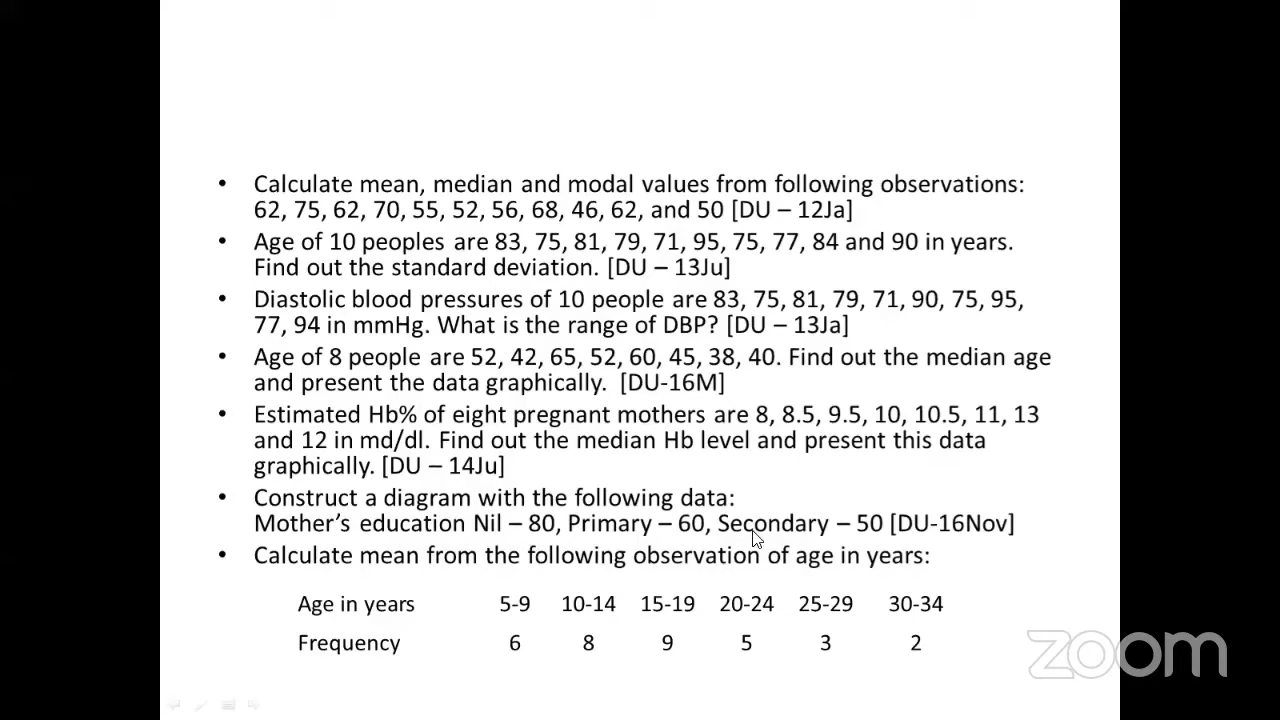 • Calculate mean, median and modal values from following observations:
62, 75, 62, 70, 55, 52, 56, 68, 46, 62, and 50 [DU – 12Ja]
• Age of 10 peoples are 83, 75, 81, 79, 71, 95, 75, 77, 84 and 90 in years.
Find out the standard deviation. [DU – 13Ju]
• Diastolic blood pressures of 10 people are 83, 75, 81, 79, 71, 90, 75, 95,
77, 94 in mmHg. What is the range of DBP? [DU – 13Ja]
• Age of 8 people are 52, 42, 65, 52, 60, 45, 38, 40. Find out the median age
and present the data graphically. [DU-16M]
• Estimated Hb% of eight pregnant mothers are 8, 8.5, 9.5, 10, 10.5, 11, 13
and 12 in md/dl. Find out the median Hb level and present this data
graphically. [DU – 14Ju]
• Construct a diagram with the following data:
Mother's education Nil – 80, Primary – 60, Secondary – 50 [DU-16Nov]
• Calculate mean from the following observation of age in years:
Age in years 5-9 10-14 15-19 20-24 25-29 30-34
Frequency 6 8 9 5 3 2
zoom